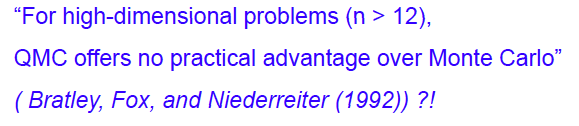 “For high-dimensional problems (n > 12),
QMC offers no practical advantage over Monte Carlo”
( Bratley, Fox, and Niederreiter (1992)) ?!